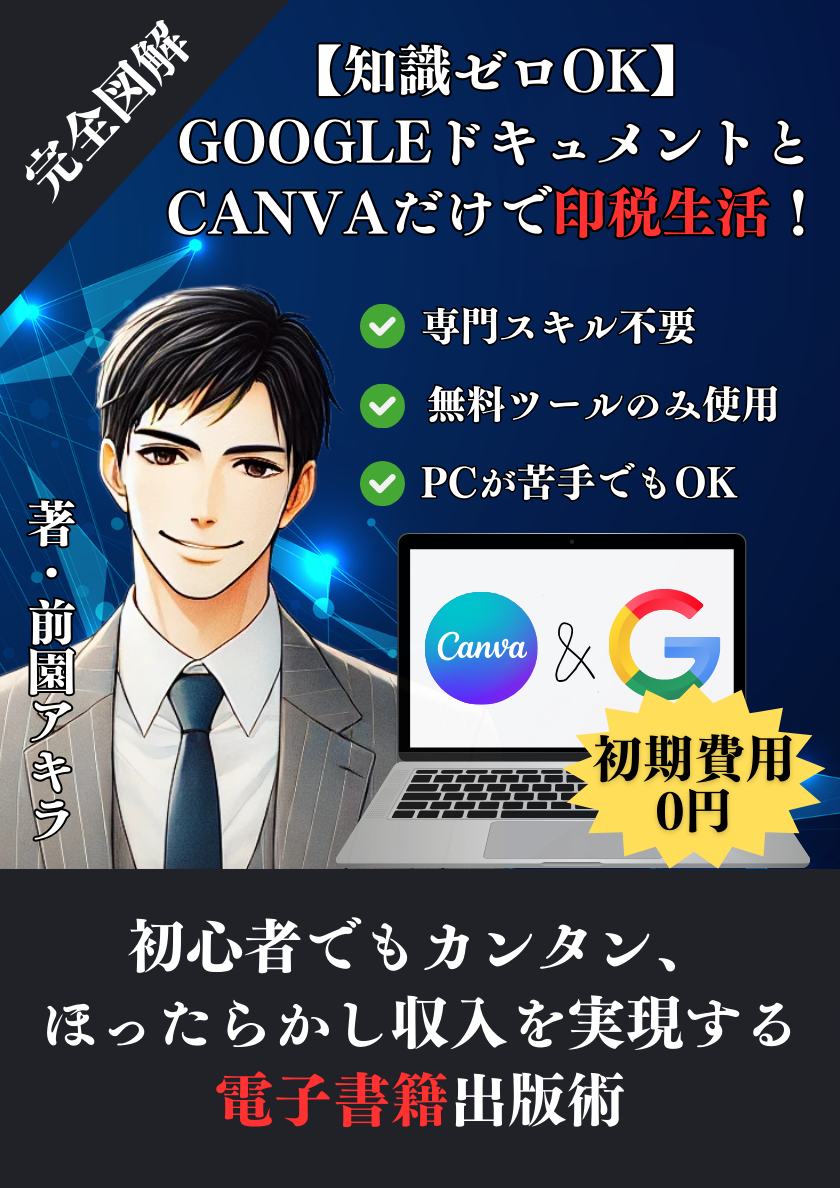 完全図解
【知識ゼロOK】
GOOGLEドキュメントと
CANVAだけで印税生活！
専門スキル不要
無料ツールのみ使用
PCが苦手でもOK
著・前園アキラ
Canva & G
初期費用
0円
初心者でもカンタン、
ほったらかし収入を実現する
電子書籍出版術